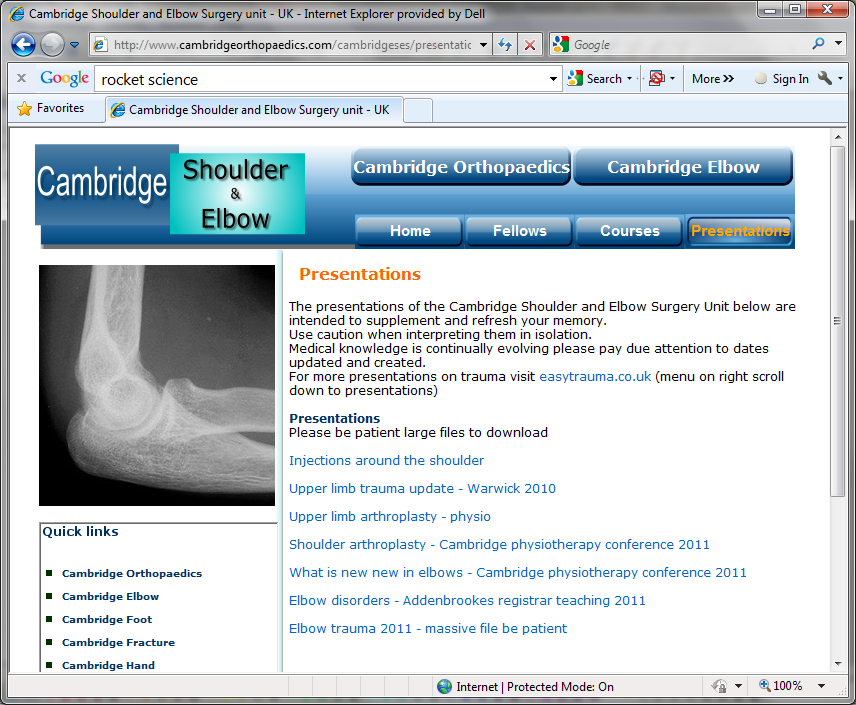 Cambridge Shoulder and Elbow Surgery unit - UK - Internet Explorer provided by Dell
http://www.cambridgeorthopaedics.com/cambridgeses/presentatic
Google
x Google rocket science Search More >> Sign In
Favorites Cambridge Shoulder and Elbow Surgery unit - UK
Cambridge
Shoulder
&
Elbow
Cambridge Orthopaedics Cambridge Elbow
Home Fellows Courses Presentations
Presentations
The presentations of the Cambridge Shoulder and Elbow Surgery Unit below are
intended to supplement and refresh your memory.
Use caution when interpreting them in isolation.
Medical knowledge is continually evolving please pay due attention to dates
updated and created.
For more presentations on trauma visit easytrauma.co.uk (menu on right scroll
down to presentations)
Presentations
Please be patient large files to download
Injections around the shoulder
Upper limb trauma update - Warwick 2010
Upper limb arthroplasty - physio
Shoulder arthroplasty - Cambridge physiotherapy conference 2011
What is new new in elbows - Cambridge physiotherapy conference 2011
Elbow disorders - Addenbrookes registrar teaching 2011
Elbow trauma 2011 - massive file be patient
Quick links
Cambridge Orthopaedics
Cambridge Elbow
Cambridge Foot
Cambridge Fracture
Cambridge Hand
Internet | Protected Mode: On
100%